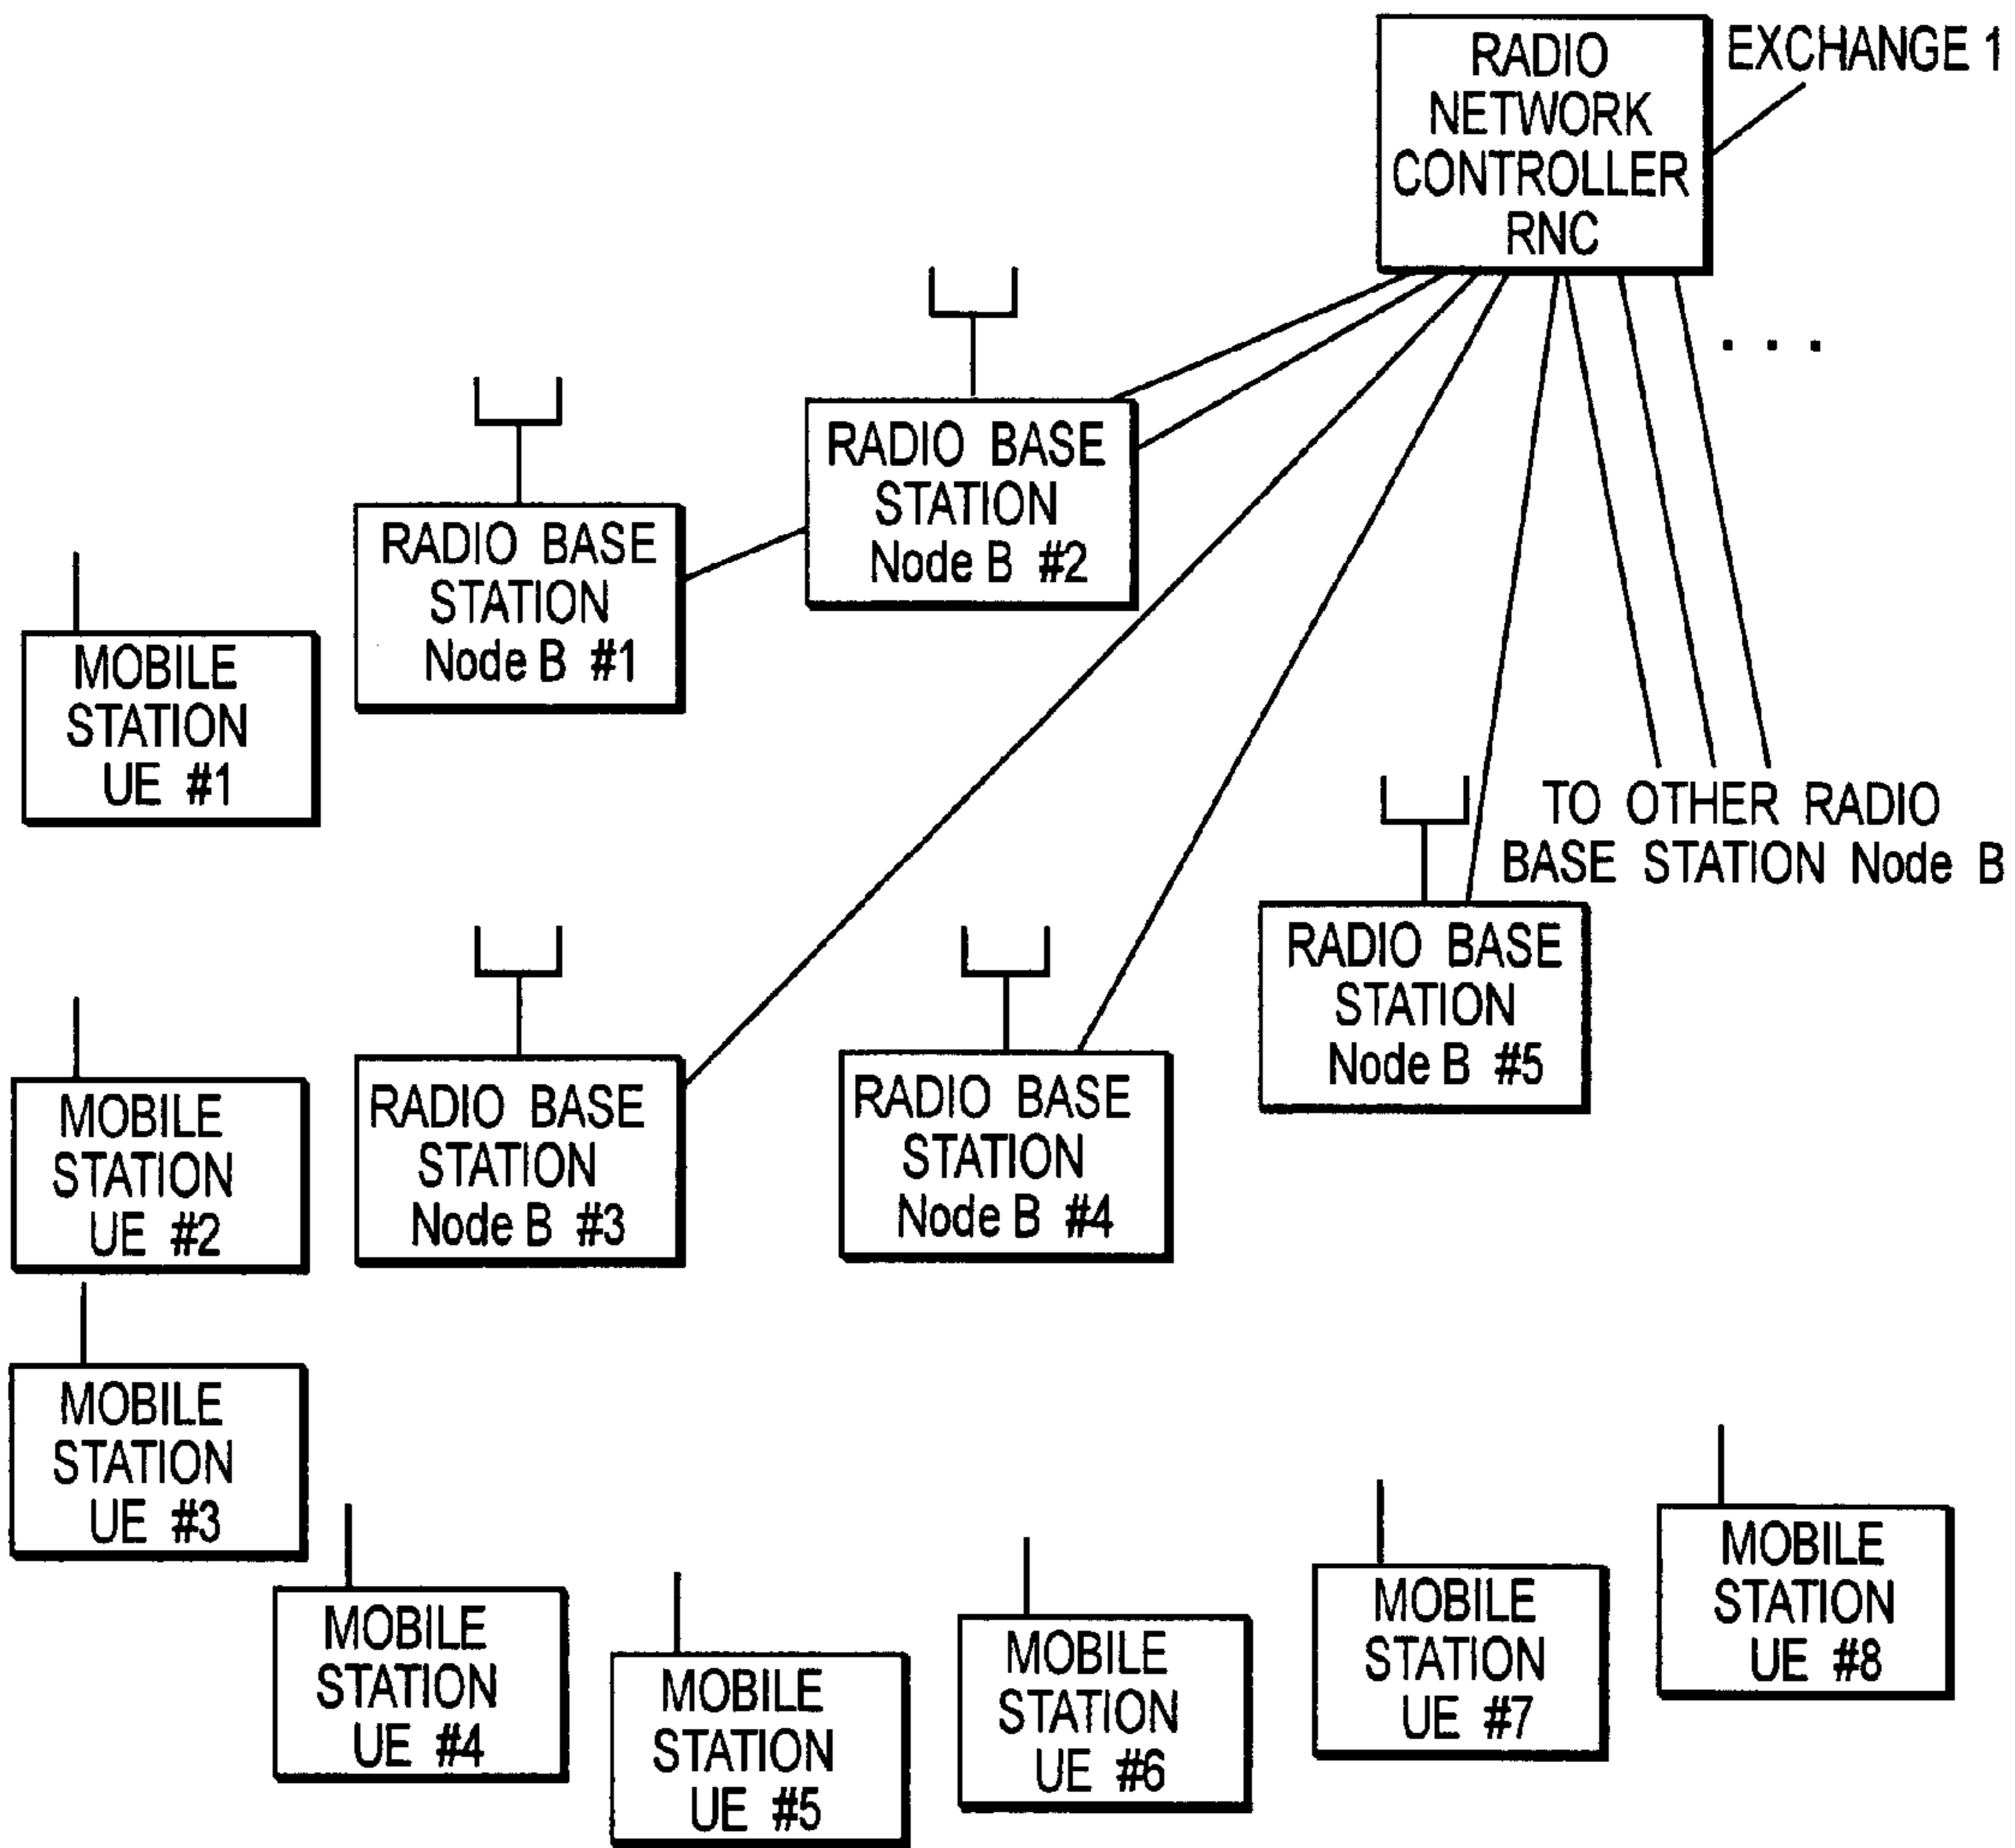 RADIO
NETWORK
CONTROLLER
RNC
EXCHANGE 1
. . .
RADIO BASE
STATION
Node B #2
RADIO BASE
STATION
Node B #1
MOBILE
STATION
UE #1
TO OTHER RADIO
BASE STATION Node B
RADIO BASE
STATION
Node B #5
RADIO BASE
STATION
Node B #3
RADIO BASE
STATION
Node B #4
MOBILE
STATION
UE #2
MOBILE
STATION
UE #3
MOBILE
STATION
UE #4
MOBILE
STATION
UE #5
MOBILE
STATION
UE #6
MOBILE
STATION
UE #7
MOBILE
STATION
UE #8